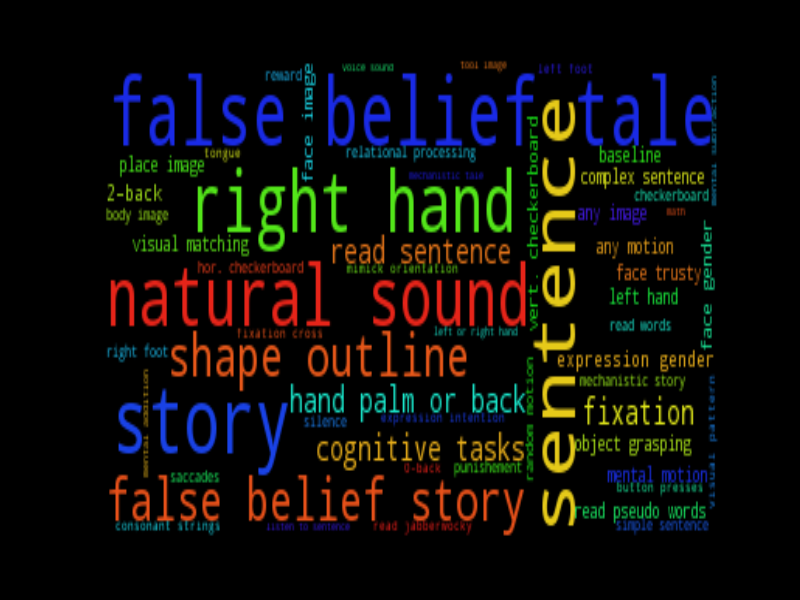 reward
voice sound
tool image
left foot
face image
false belief tale
mental subtraction
tongue
relational processing
baseline
place image
mechanistic tale
complex sentence
2-back
right hand
checkerboard
body image
any image
math
vert. checkerboard
sentence
visual matching
read sentence
any motion
face gender
hor. checkerboard
mimick orientation
face trusty
natural sound
left hand
fixation cross
left or right hand
read words
right foot
shape outline
expression gender
mental addition
mechanistic story
story
hand palm or back
random motion
visual pattern
silence
expression intention
fixation
cognitive tasks
object grasping
0-back
punishement
saccades
mental motion
button presses
false belief story
read pseudo words
consonant strings
listen to sentence
read jabbermocky
simple sentence